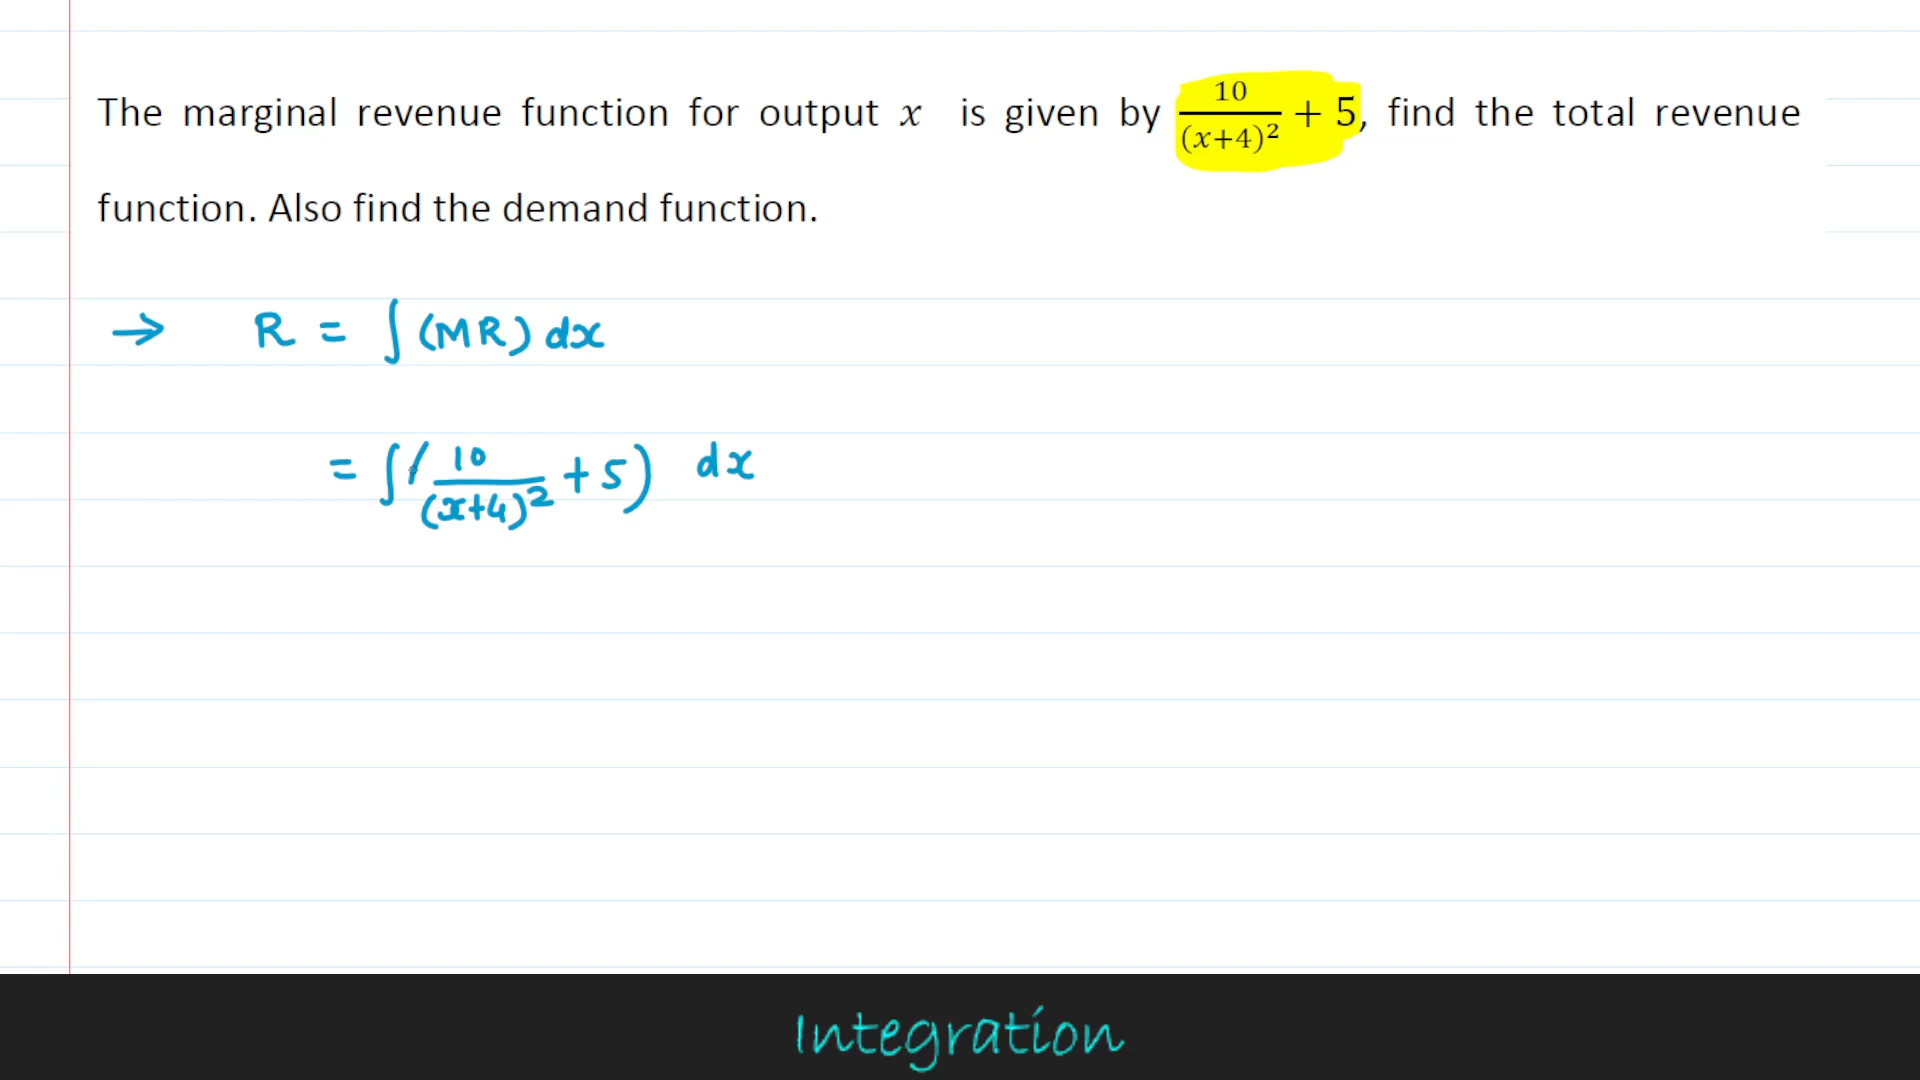 The marginal revenue function for output x is given by 10/(x+4)² + 5, find the total revenue
function. Also find the demand function.
→ R = ∫(MR) dx
= ∫(10/(x+4)² + 5) dx
Integration